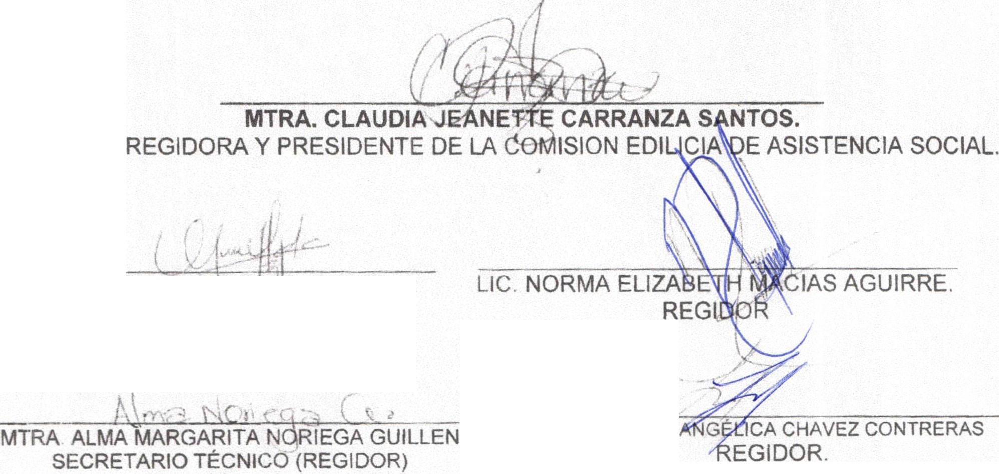 MTRA. CLAUDIA JEANETTE CARRANZA SANTOS.
REGIDORA Y PRESIDENTE DE LA COMISION EDILICIA DE ASISTENCIA SOCIAL.
LIC. NORMA ELIZABETH MACIAS AGUIRRE.
REGIDOR
Alma Noriega
MTRA. ALMA MARGARITA NORIEGA GUILLEN
SECRETARIO TÉCNICO (REGIDOR)
ANGÉLICA CHAVEZ CONTRERAS
REGIDOR.